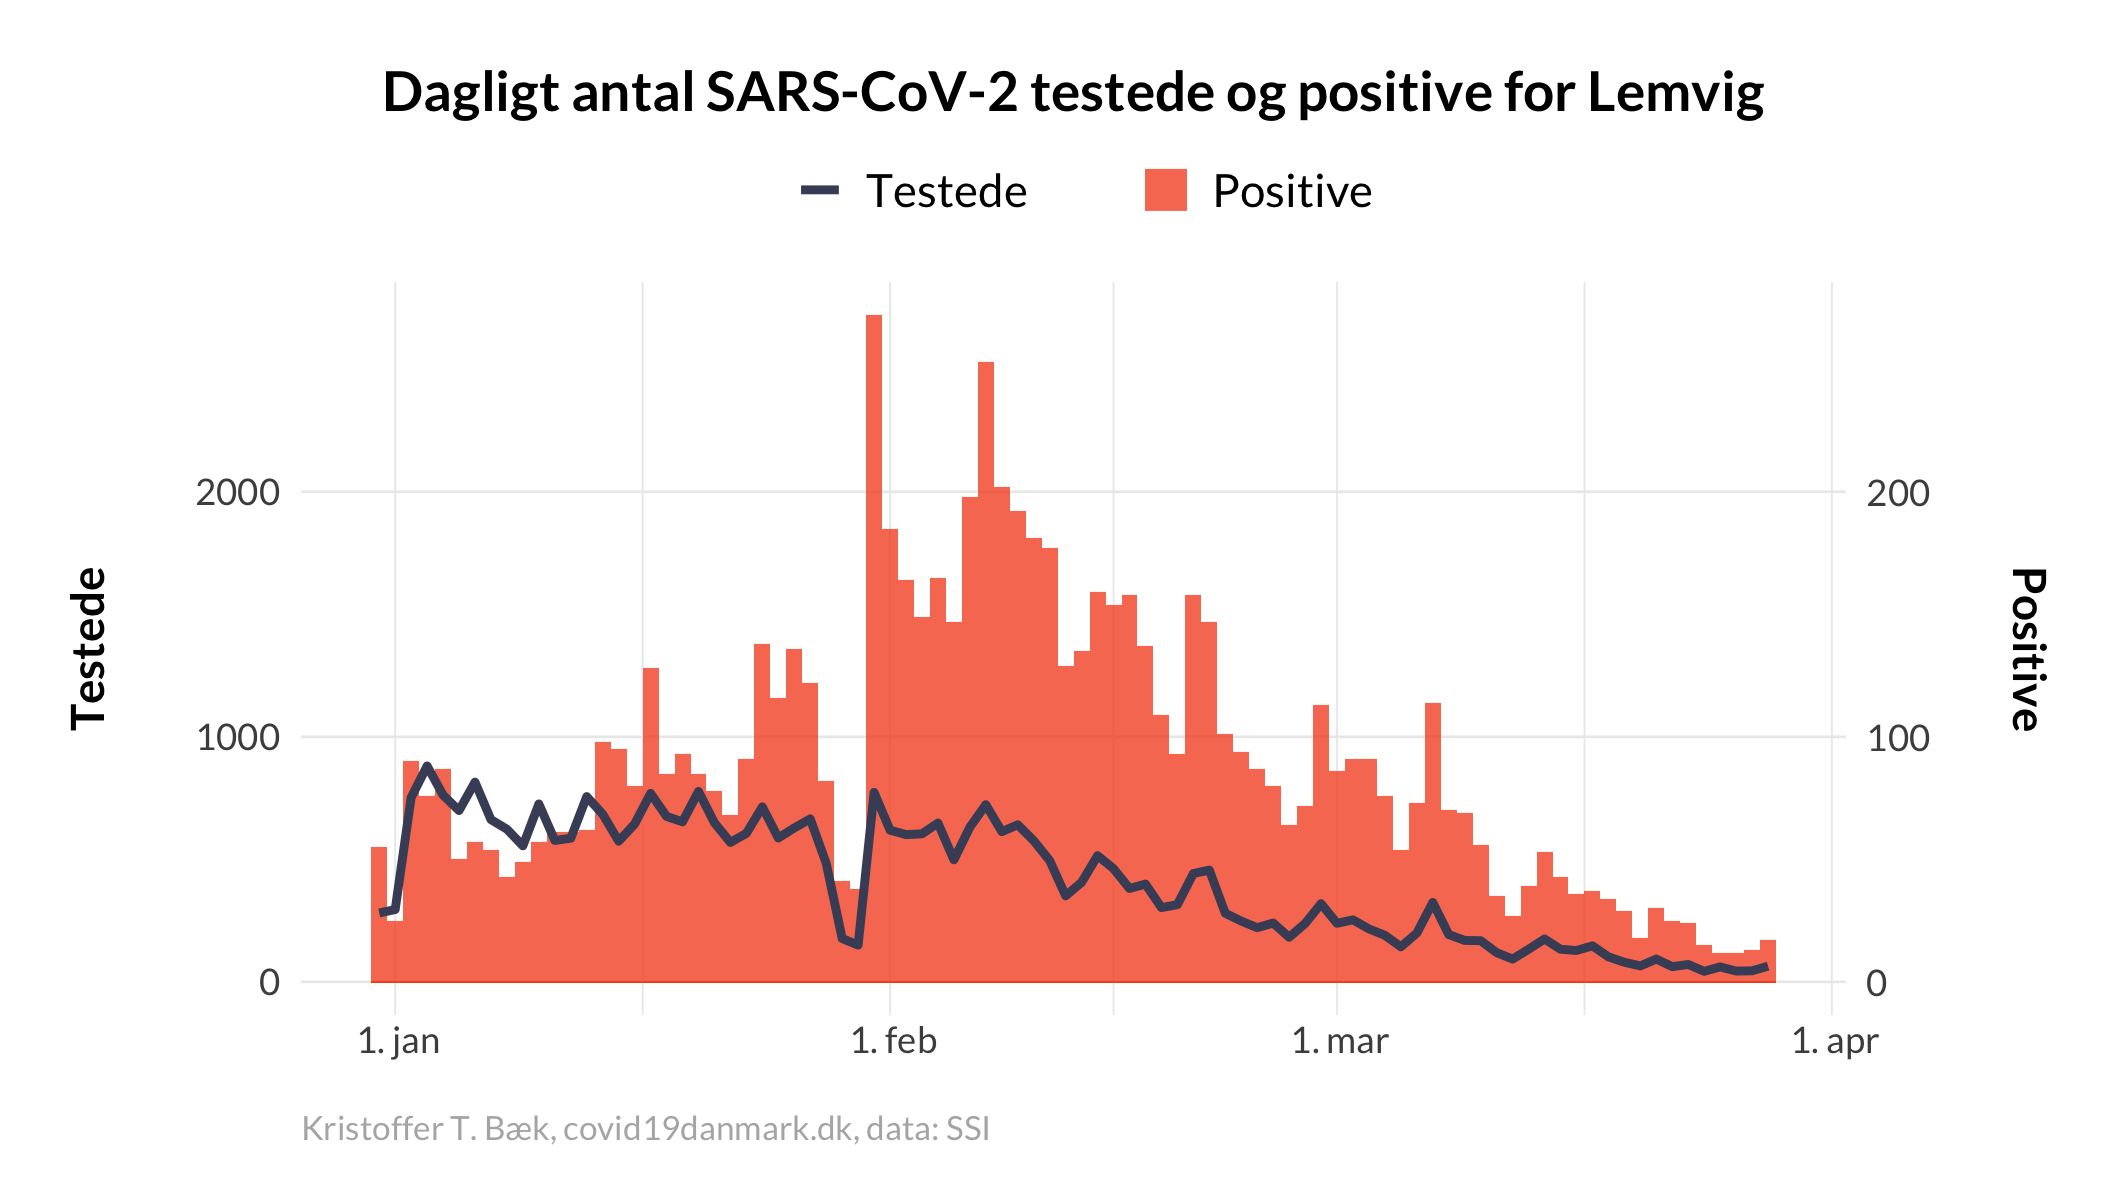 Dagligt antal SARS-CoV-2 testede og positive for Lemvig
Testede
Positive
Testede
2000
1000
0
200
100
0
Positive
1. jan
1. feb
1. mar
1. apr
Kristoffer T. Bæk, covid19danmark.dk, data: SSI